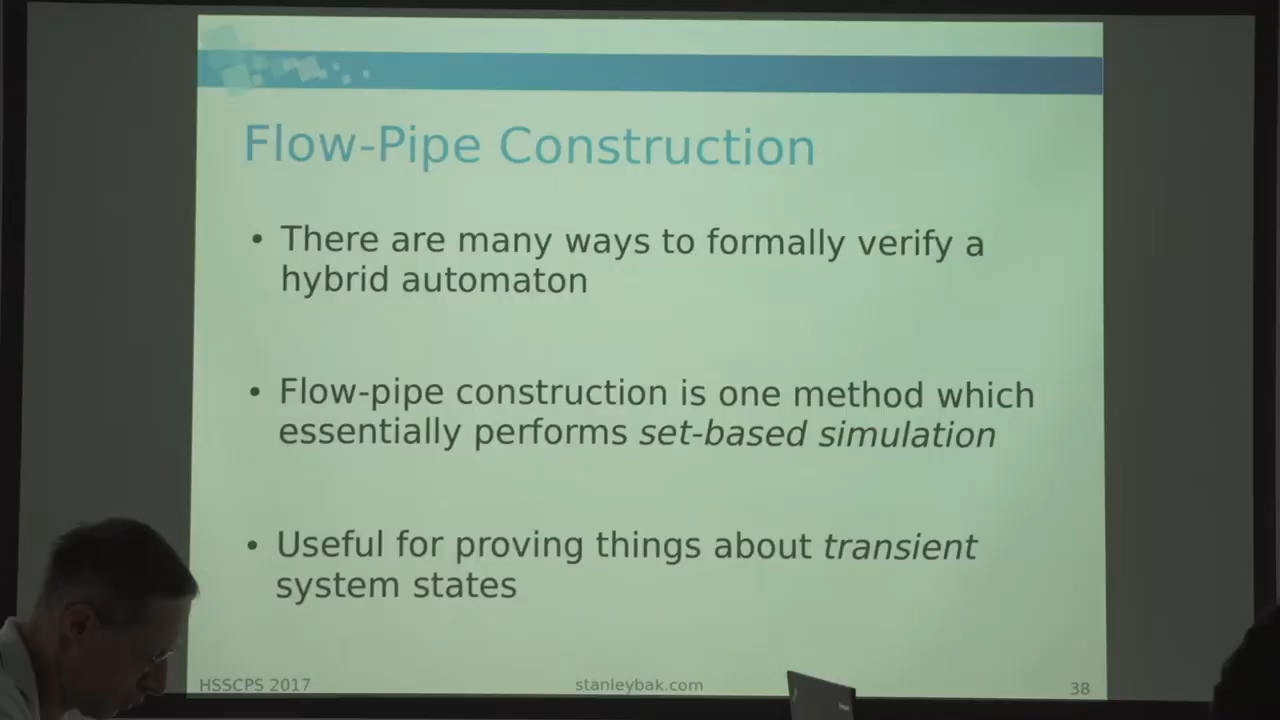 Flow-Pipe Construction
• There are many ways to formally verify a
hybrid automaton
• Flow-pipe construction is one method which
essentially performs set-based simulation
• Useful for proving things about transient
system states
HSSCPS 2017
stanleybak.com
38